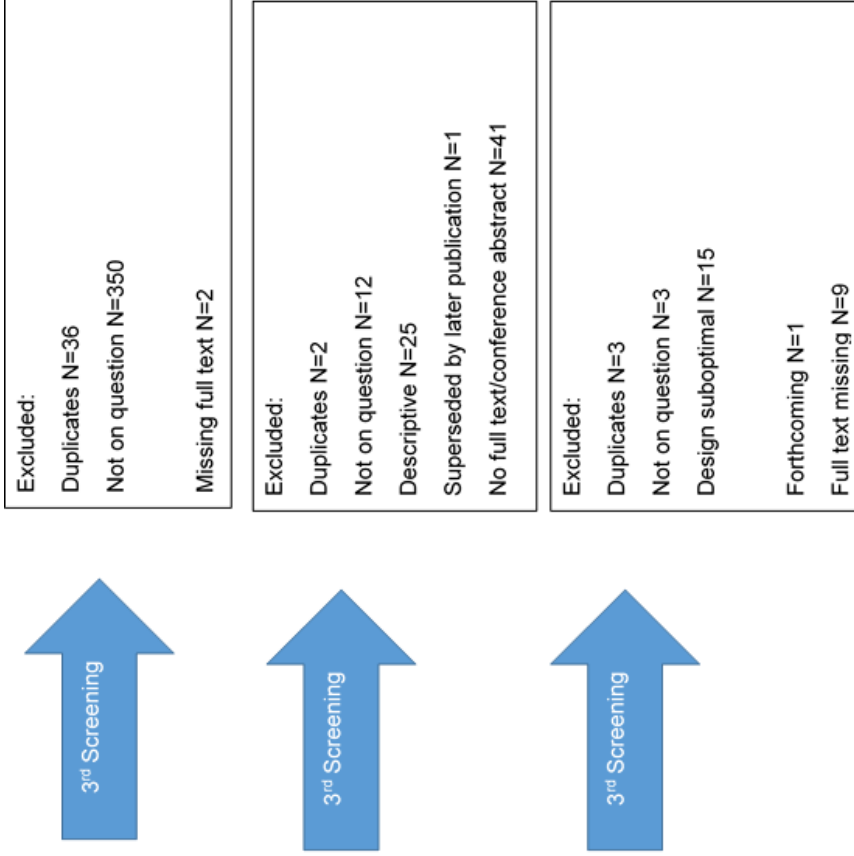 3rd Screening
Excluded:
Duplicates N=36
Not on question N=350
Missing full text N=2
3rd Screening
Excluded:
Duplicates N=2
Not on question N=12
Descriptive N=25
Superseded by later publication N=1
No full text/conference abstract N=41
3rd Screening
Excluded:
Duplicates N=3
Not on question N=3
Design suboptimal N=15
Forthcoming N=1
Full text missing N=9